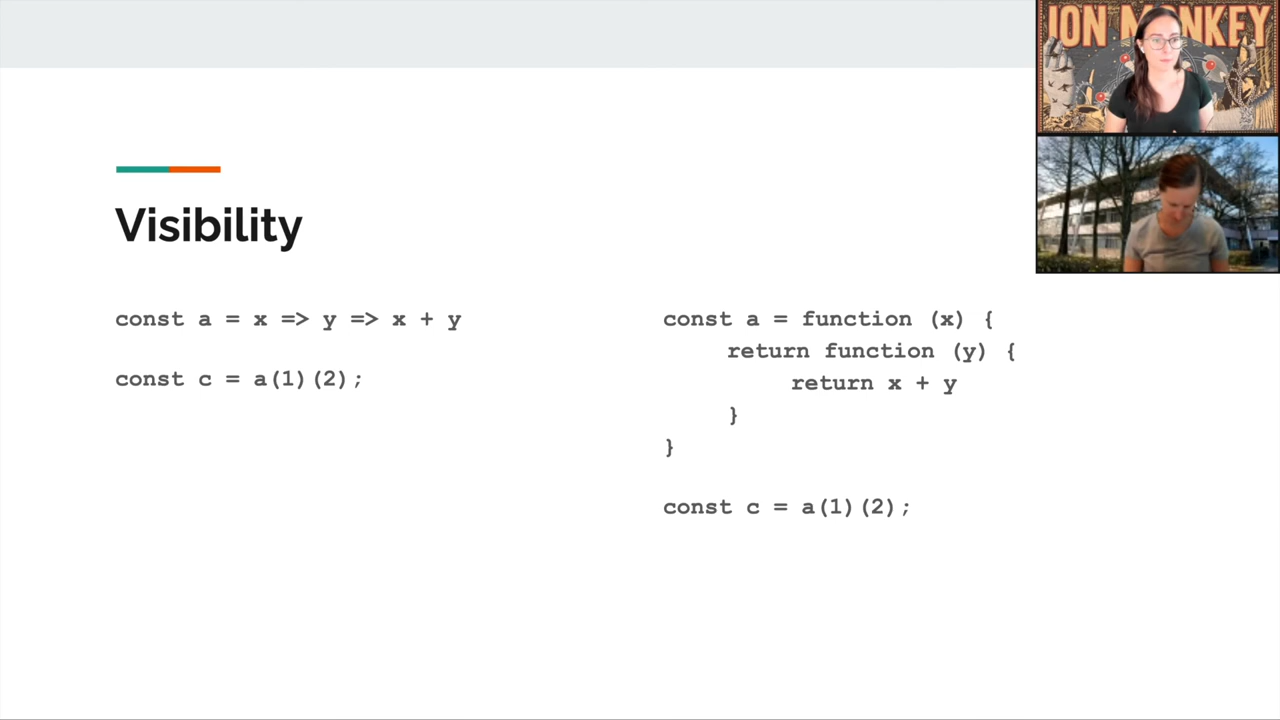 ION MONKEY
Visibility
const a = x => y => x + y
const c = a(1)(2);
const a = function (x) {
return function (y) {
return x + y
}
}
const c = a(1)(2);